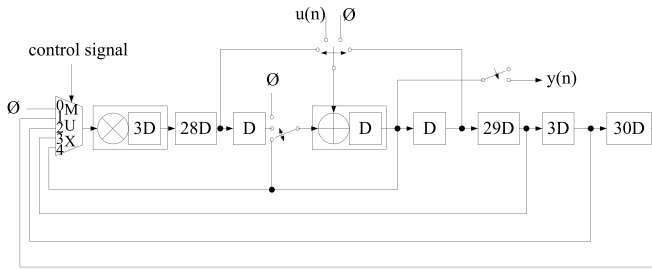 u(n) Ø
control signal
Ø
y(n)
Ø
0 M
1
2 U
3 X
4
3D
28D
D
D
D
29D
3D
30D